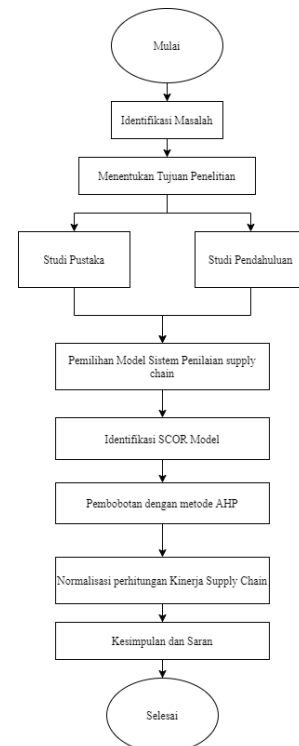 Mulai
Identifikasi Masalah
Menentukan Tujuan Penelitian
Studi Pustaka
Studi Pendahuluan
Pemilihan Model Sistem Penilaian supply
chain
Identifikasi SCOR Model
Pembobotan dengan metode AHP
Normalisasi perhitungan Kinerja Supply Chain
Kesimpulan dan Saran
Selesai